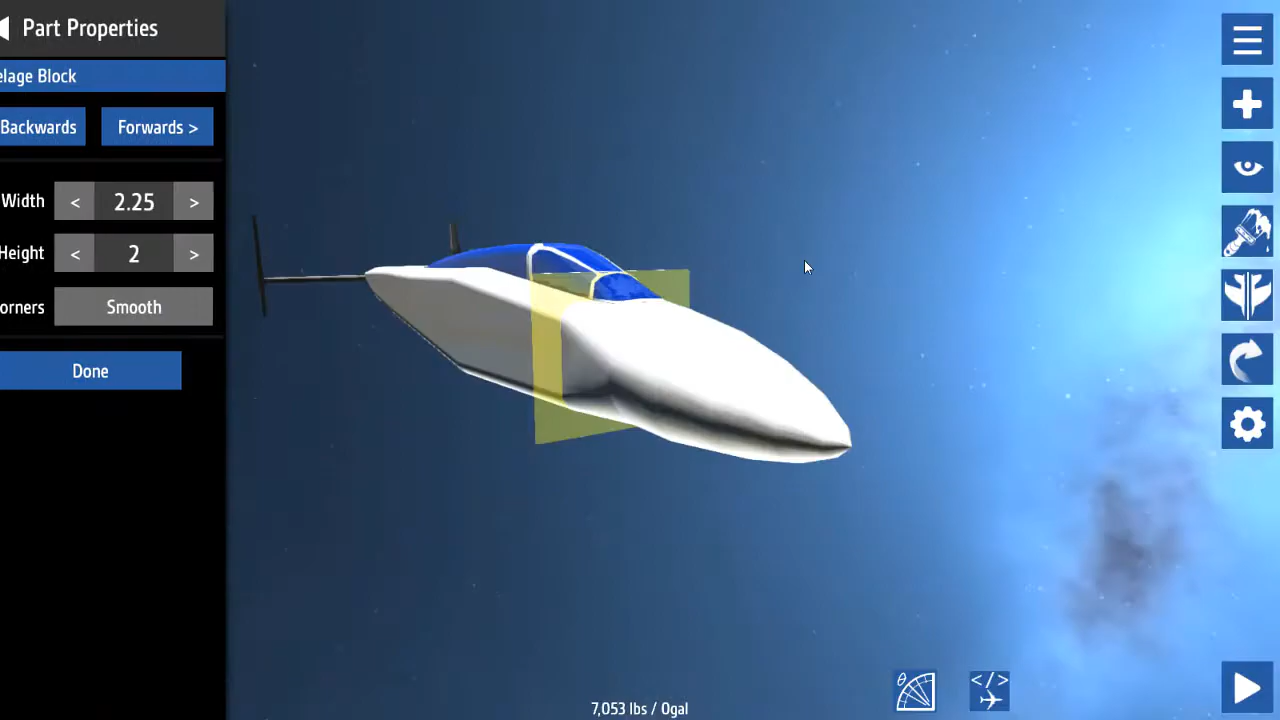 Part Properties
elage Block
Backwards
Forwards >
Width < 2.25 >
Height < 2 >
orners Smooth
Done
θ
</>
7,053 lbs / 0gal